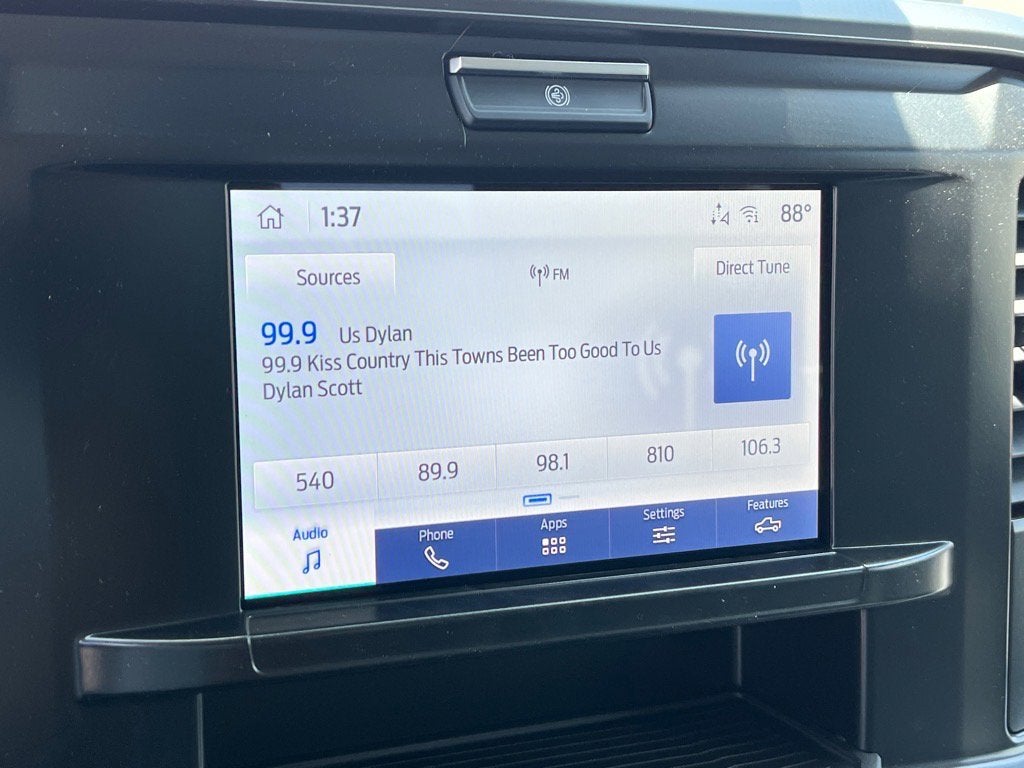 1:37
88°
Sources
FM
Direct Tune
99.9 Us Dylan
99.9 Kiss Country This Towns Been Too Good To Us
Dylan Scott
540 89.9 98.1 810 106.3
Audio Phone Apps Settings Features